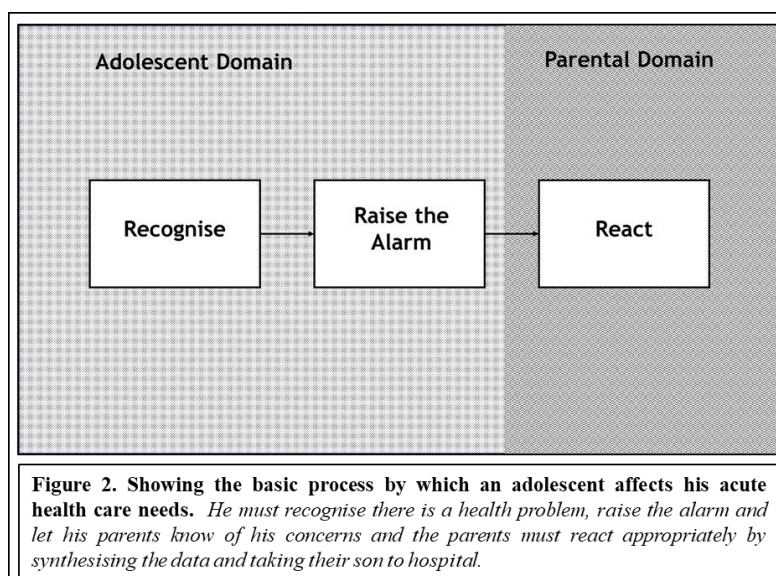 Adolescent Domain
Parental Domain
Recognise
Raise the
Alarm
React
Figure 2. Showing the basic process by which an adolescent affects his acute
health care needs. He must recognise there is a health problem, raise the alarm and
let his parents know of his concerns and the parents must react appropriately by
synthesising the data and taking their son to hospital.